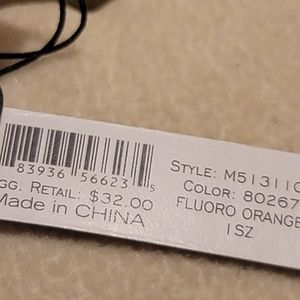 83936 56623 5
GG. RETAIL: $32.00
Made in CHINA
STYLE: M51311C
COLOR: 80267
FLUORO ORANGE
1SZ